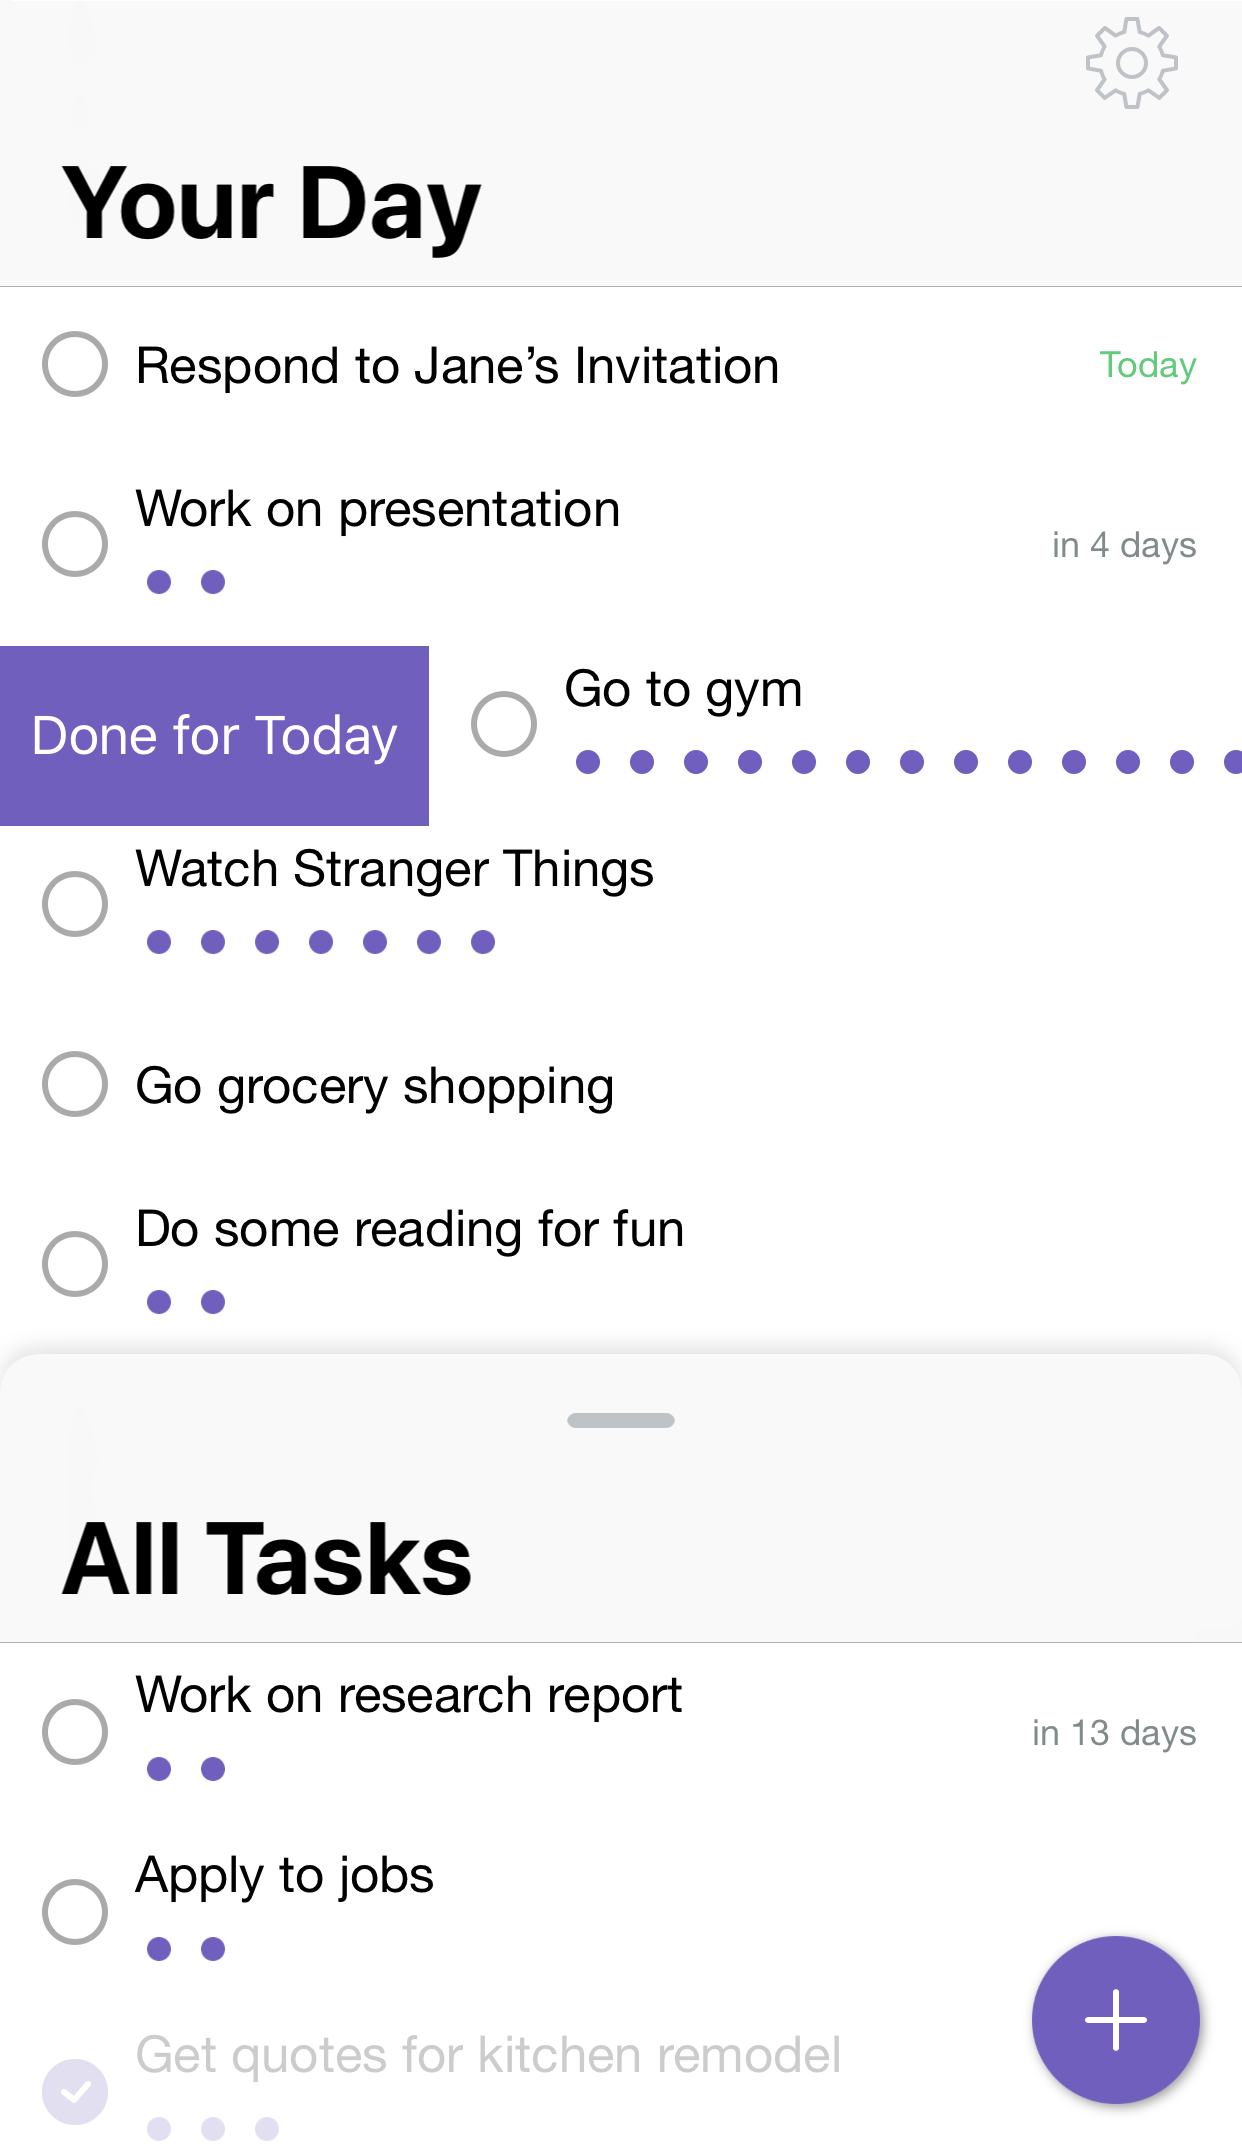 Your Day
Respond to Jane’s Invitation Today
Work on presentation
in 4 days
Go to gym
Done for Today
Watch Stranger Things
Go grocery shopping
Do some reading for fun
All Tasks
Work on research report
in 13 days
Apply to jobs
Get quotes for kitchen remodel